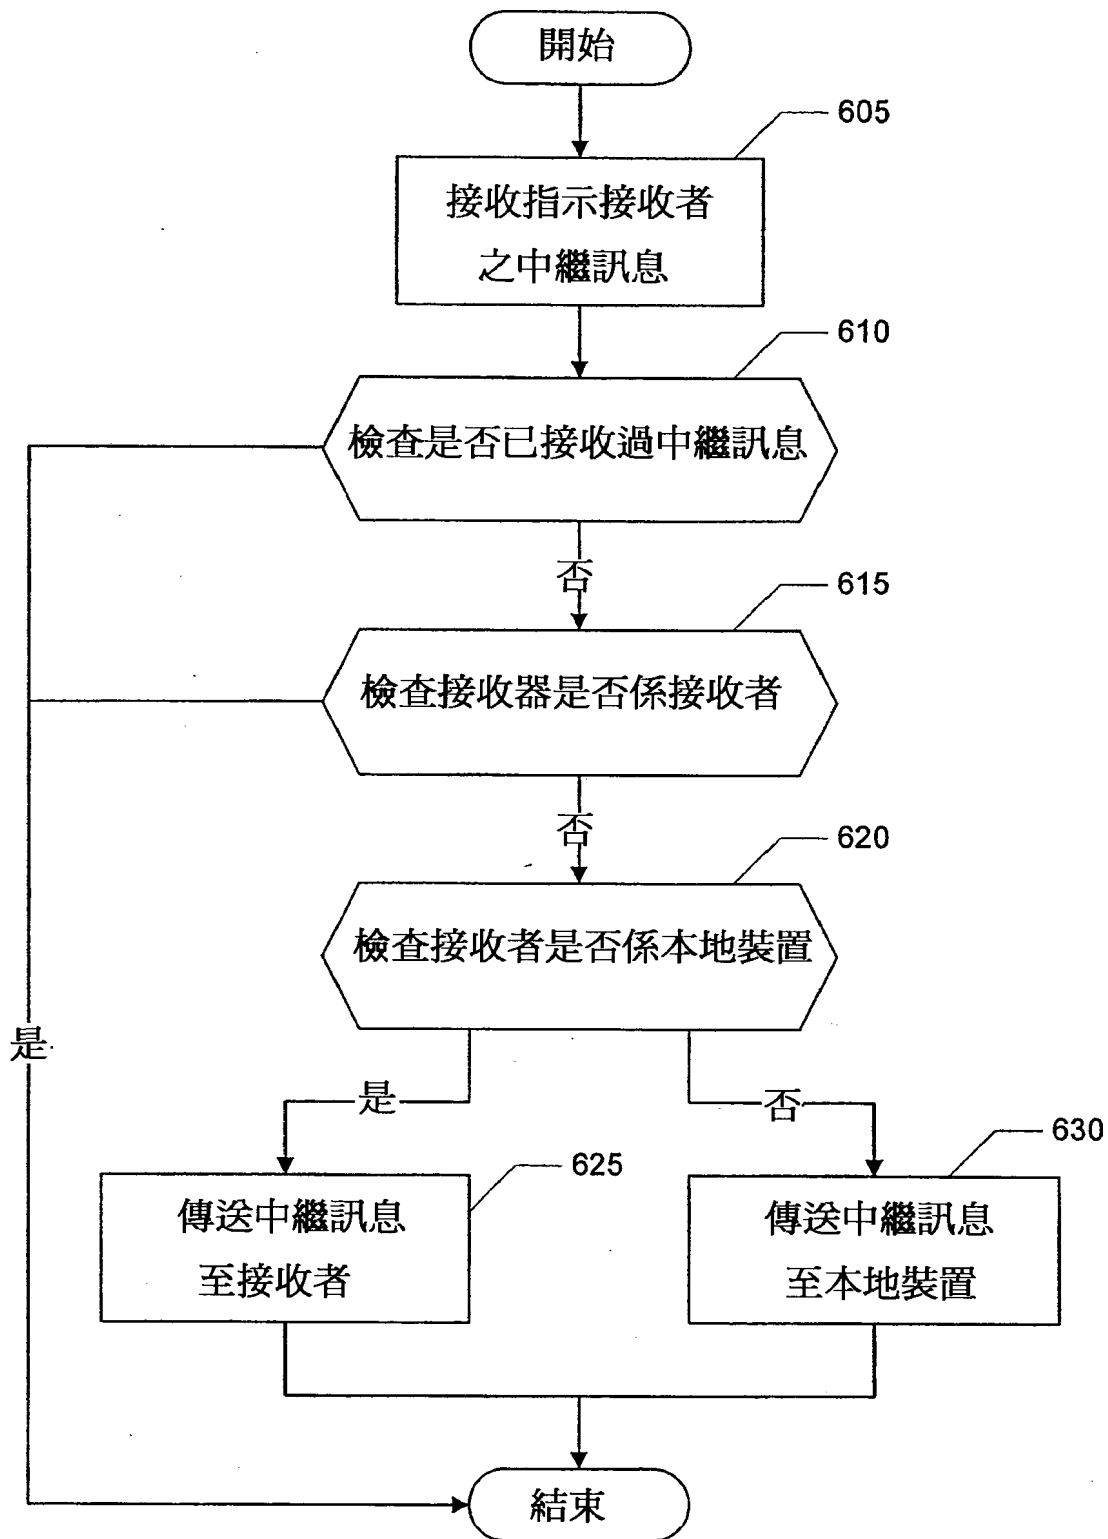 開始
605
接收指示接收者
之中繼訊息
610
檢查是否已接收過中繼訊息
否
615
檢查接收器是否係接收者
否
620
檢查接收者是否係本地裝置
是
是
否
625
630
傳送中繼訊息
至接收者
傳送中繼訊息
至本地裝置
結束